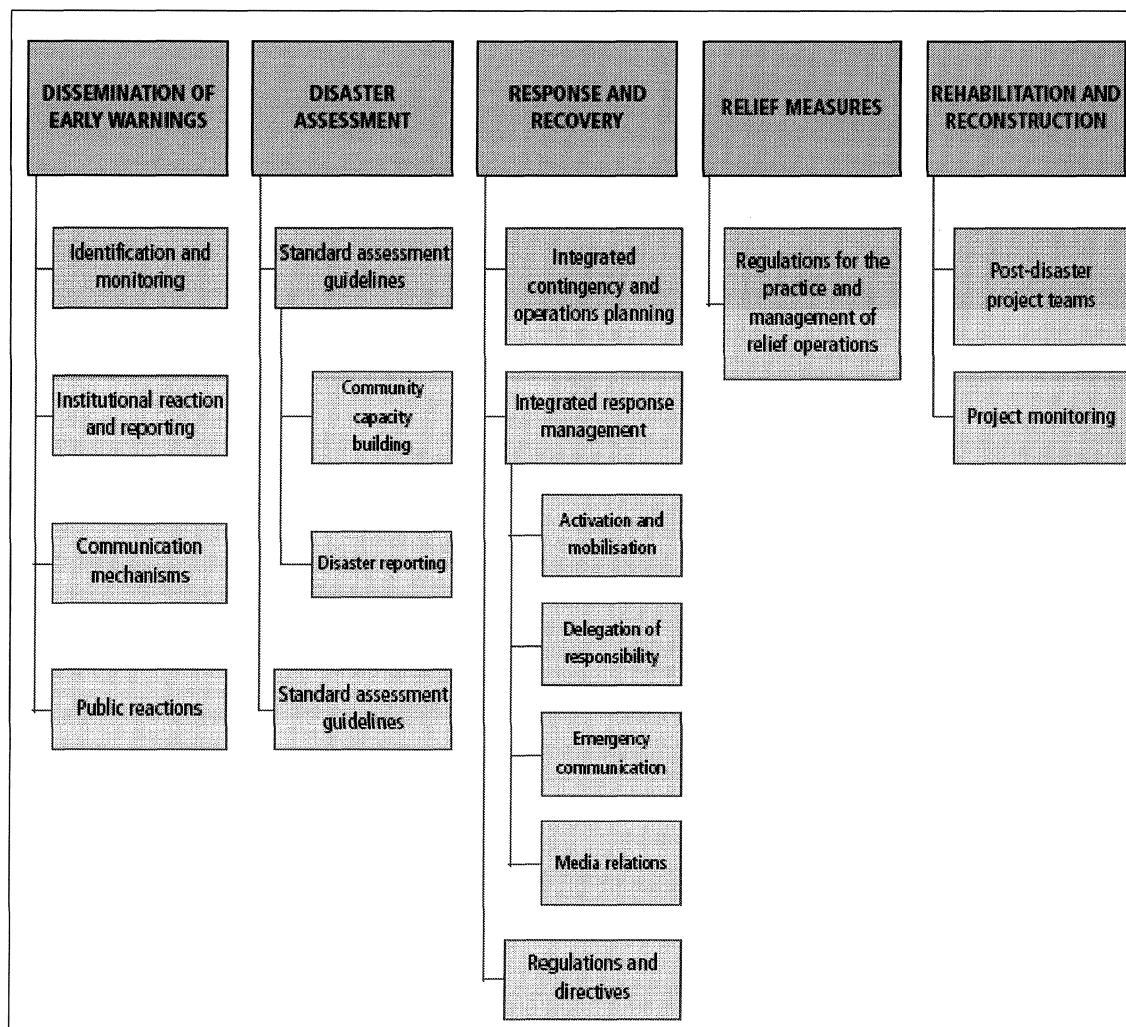 DISSEMINATION OF
EARLY WARNINGS
Identification and
monitoring
Institutional reaction
and reporting
Communication
mechanisms
Public reactions
DISASTER
ASSESSMENT
Standard assessment
guidelines
Community
capacity
building
Disaster reporting
Standard assessment
guidelines
RESPONSE AND
RECOVERY
Integrated
contingency and
operations planning
Integrated response
management
Activation and
mobilisation
Delegation of
responsibility
Emergency
communication
Media relations
Regulations and
directives
RELIEF MEASURES
Regulations for the
practice and
management of
relief operations
REHABILITATION AND
RECONSTRUCTION
Post-disaster
project teams
Project monitoring